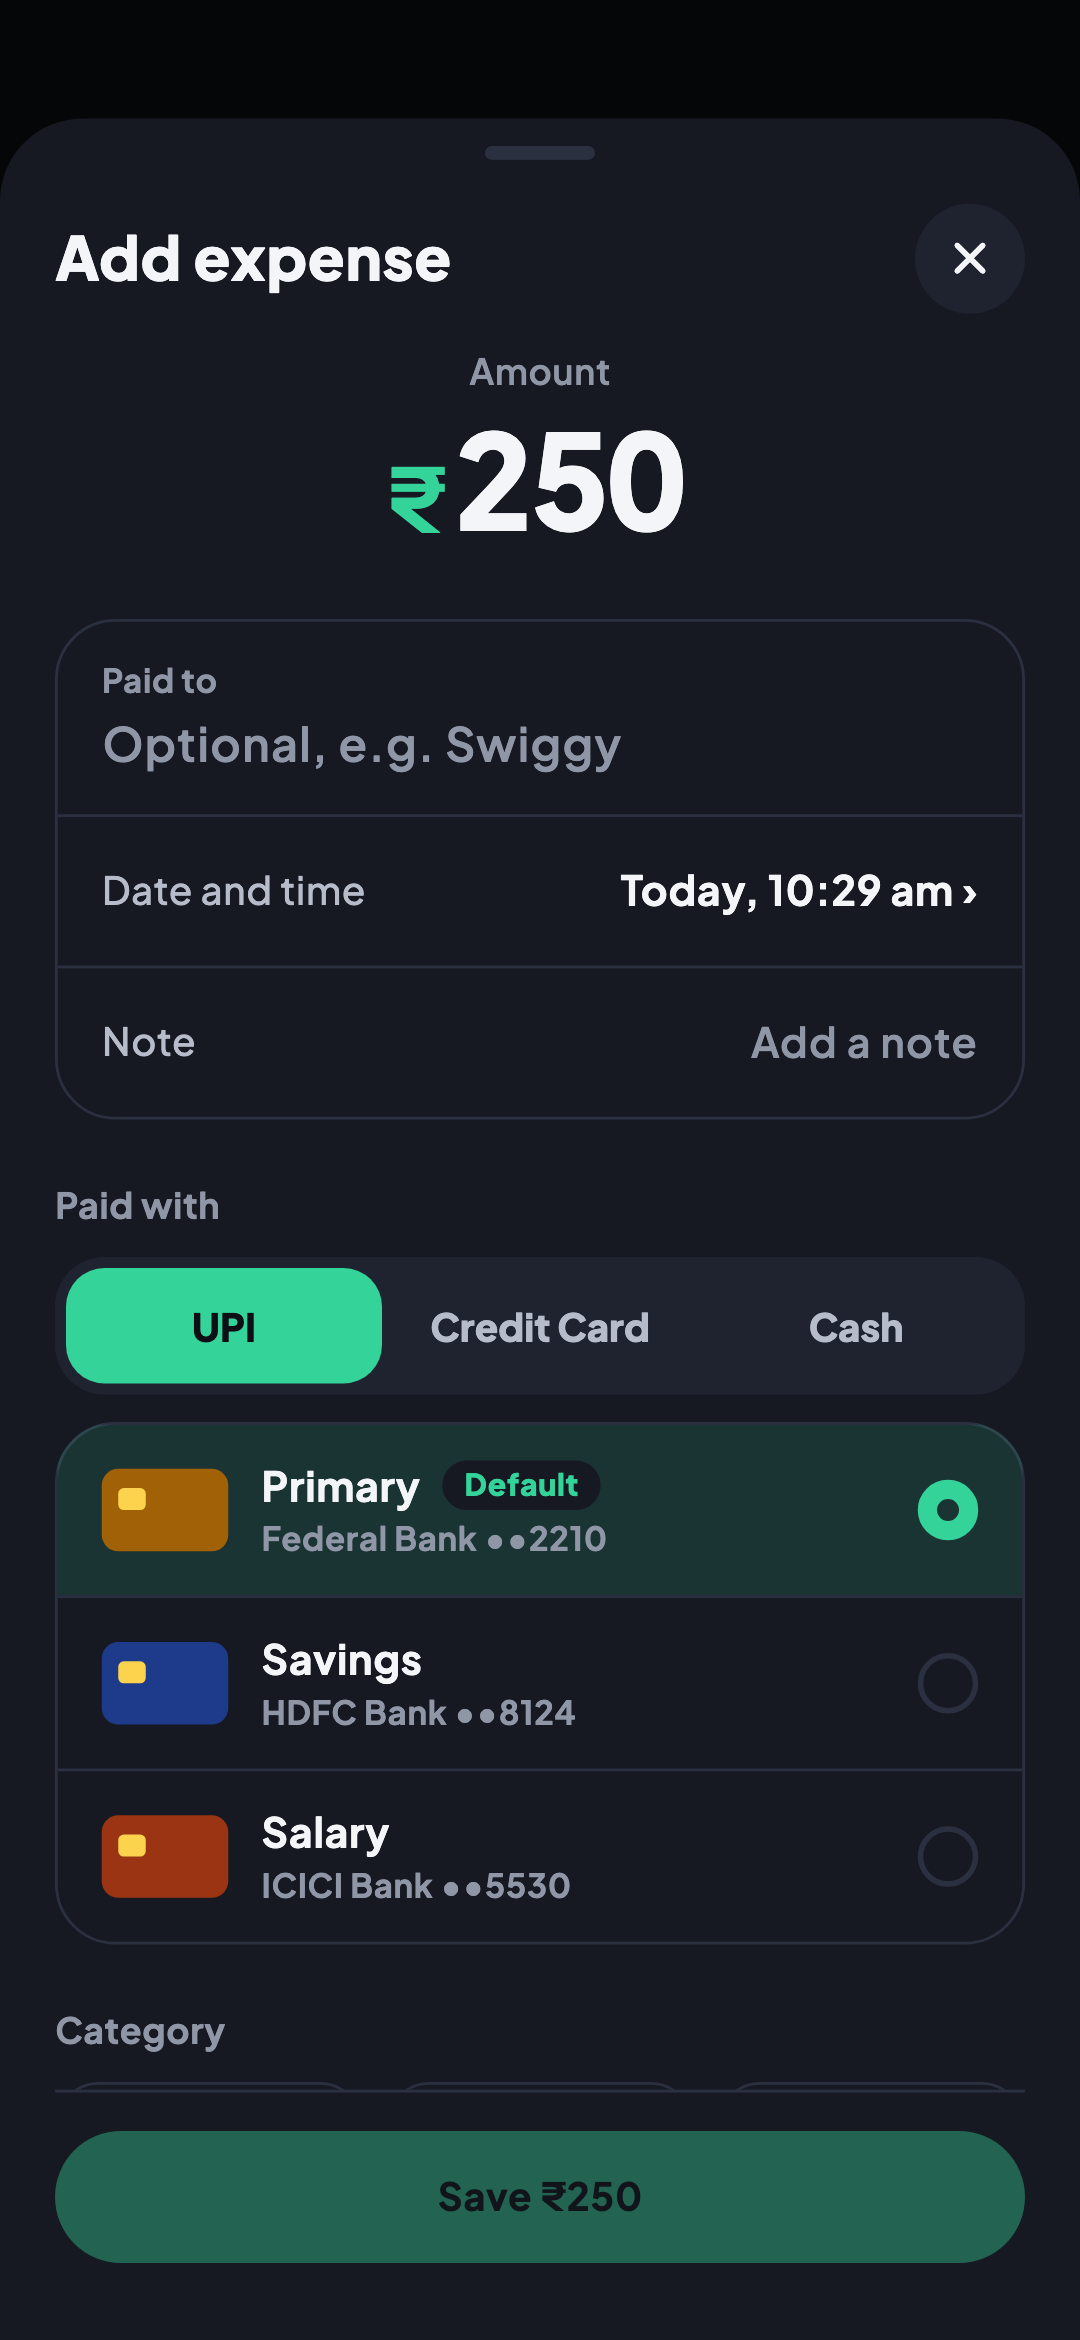 Add expense
Amount
₹250
Paid to
Optional, e.g. Swiggy
Date and time Today, 10:29 am ›
Note Add a note
Paid with
UPI Credit Card Cash
Primary Default
Federal Bank ••2210
Savings
HDFC Bank ••8124
Salary
ICICI Bank ••5530
Category
Save ₹250